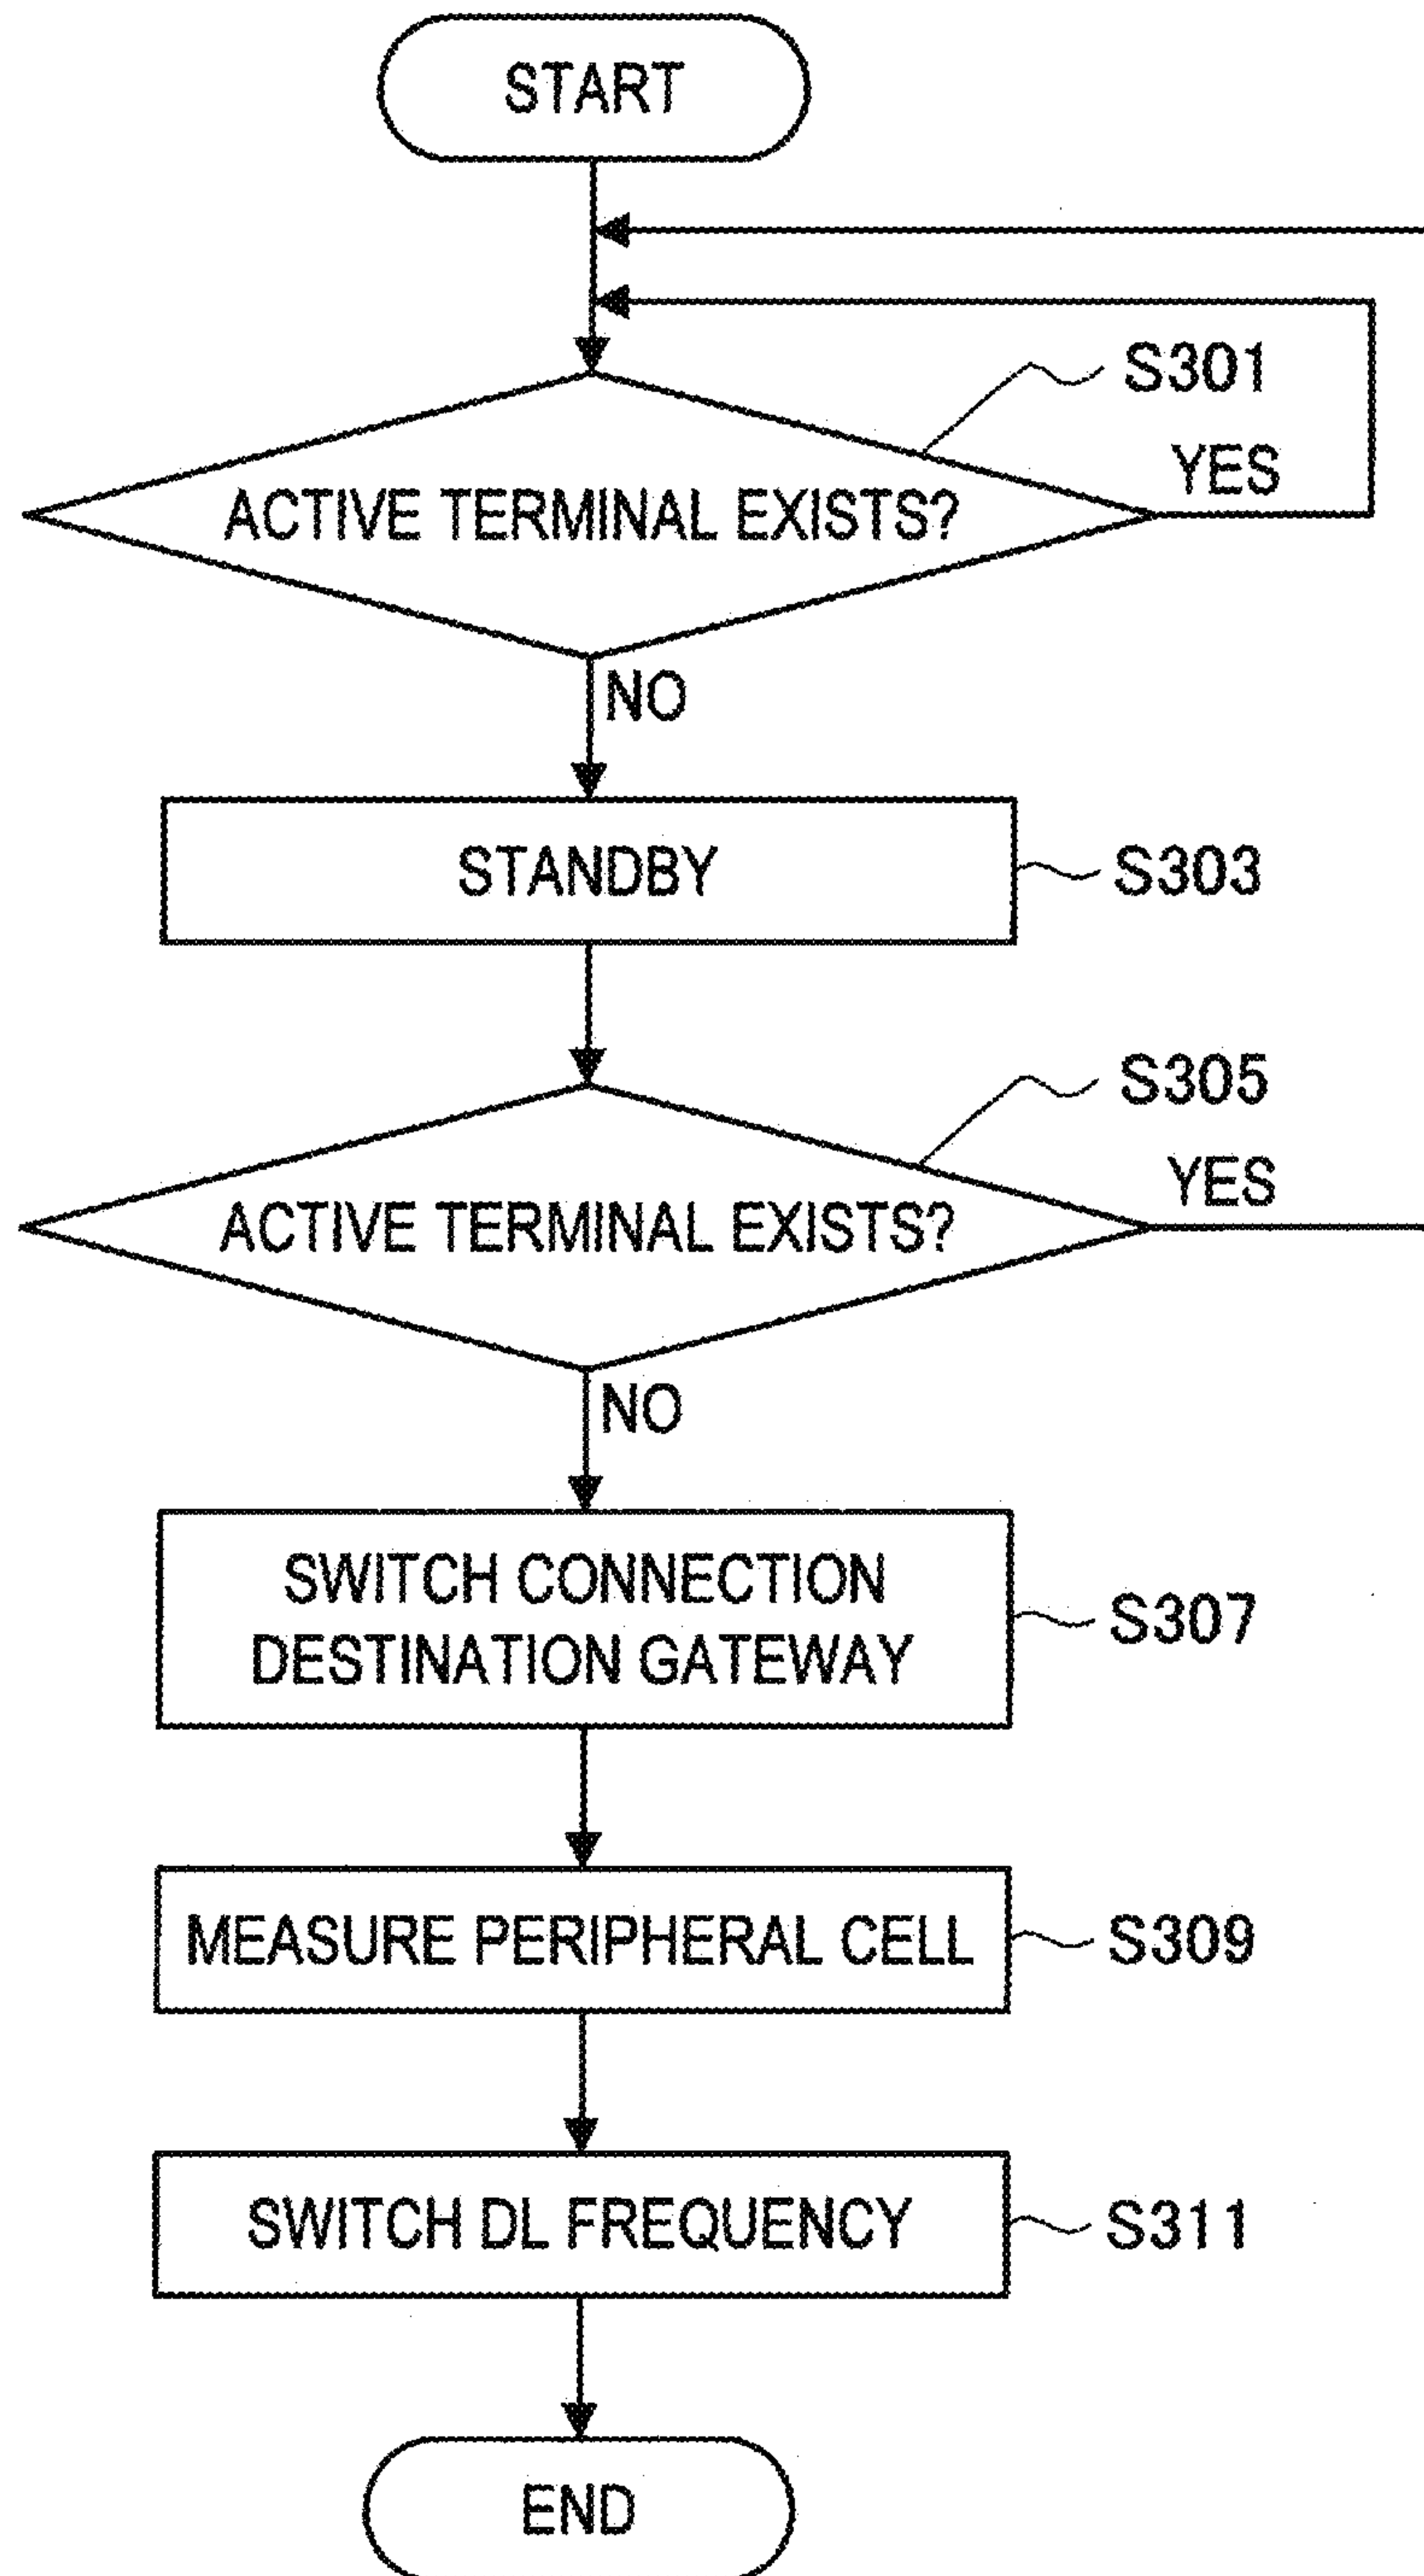 START
S301
YES
ACTIVE TERMINAL EXISTS?
NO
STANDBY
S303
S305
YES
ACTIVE TERMINAL EXISTS?
NO
SWITCH CONNECTION
DESTINATION GATEWAY
S307
MEASURE PERIPHERAL CELL
S309
SWITCH DL FREQUENCY
S311
END